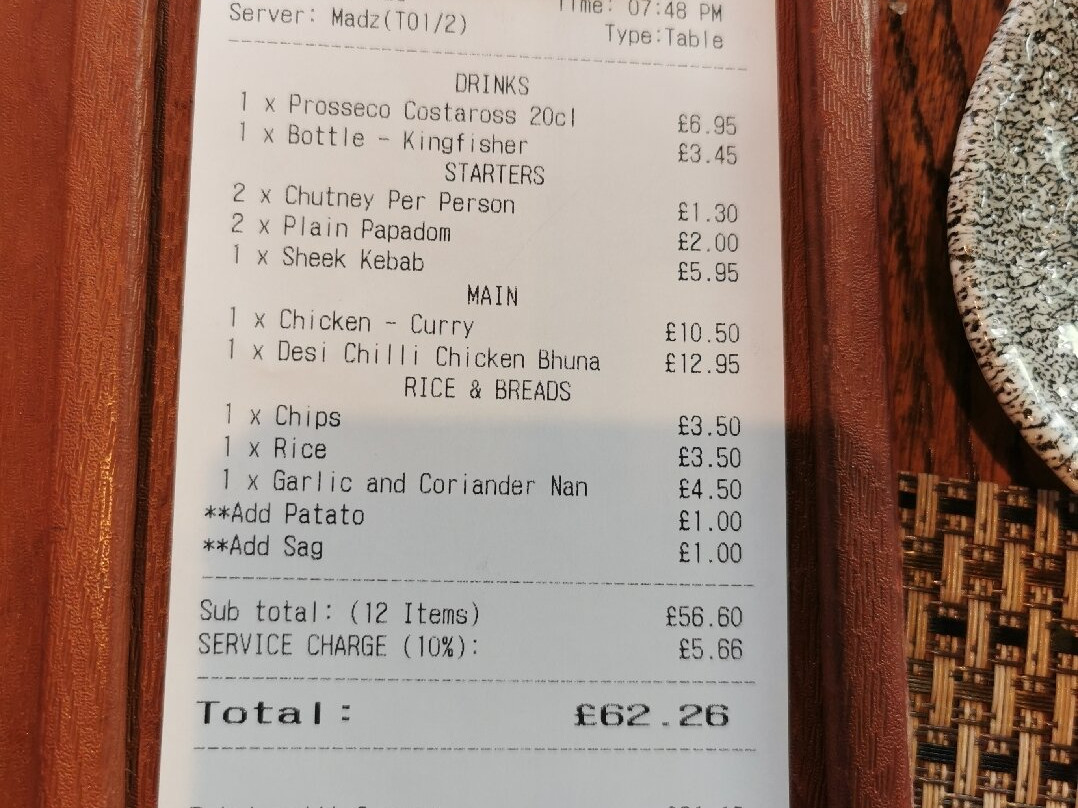 Time: 07:48 PM
Server: Madz(T01/2)
Type:Table
DRINKS
1 x Prosseco Costaross 20cl £6.95
1 x Bottle - Kingfisher £3.45
STARTERS
2 x Chutney Per Person £1.30
2 x Plain Papadom £2.00
1 x Sheek Kebab £5.95
MAIN
1 x Chicken - Curry £10.50
1 x Desi Chilli Chicken Bhuna £12.95
RICE & BREADS
1 x Chips £3.50
1 x Rice £3.50
1 x Garlic and Coriander Nan £4.50
**Add Patato £1.00
**Add Sag £1.00
Sub total: (12 Items) £56.60
SERVICE CHARGE (10%): £5.66
Total: £62.26